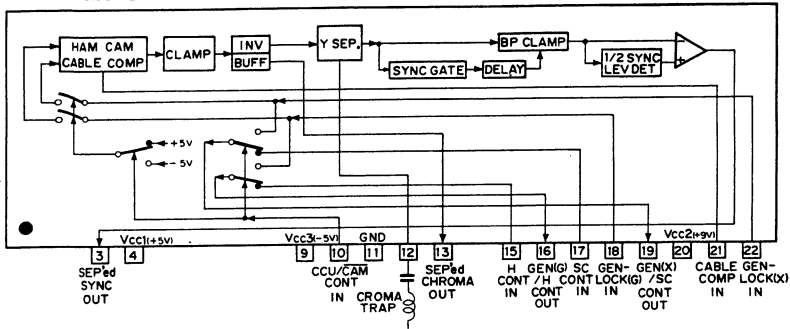 HAM CAM
CABLE COMP
CLAMP
INV
BUFF
Y SEP.
BP CLAMP
SYNC GATE
DELAY
1/2 SYNC
LEV DET
−
+
+5V
-5V
Vcc1(+5V)
Vcc3(-5V)
GND
Vcc2(+9V)
3
4
9
10
11
12
13
15
16
17
18
19
20
21
22
SEP'ed
SYNC
OUT
CCU/CAM
CONT
IN
CROMA
TRAP
SEP'ed
CHROMA
OUT
H
CONT
IN
GEN(G)
/H
CONT
OUT
SC
CONT
IN
GEN-
LOCK(G)
IN
GEN(X)
/SC
CONT
OUT
CABLE
COMP
IN
GEN-
LOCK(X)
IN